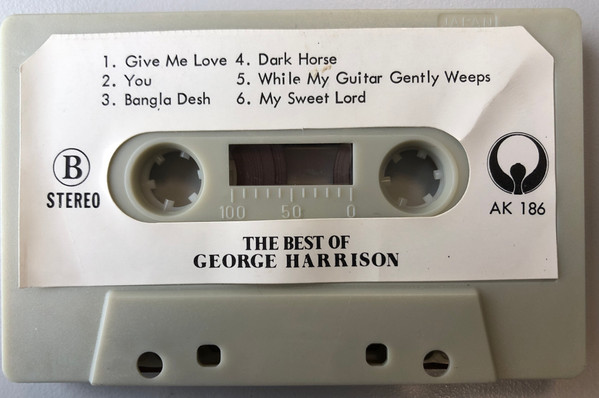 JAPAN
1. Give Me Love 4. Dark Horse
2. You 5. While My Guitar Gently Weeps
3. Bangla Desh 6. My Sweet Lord
B
STEREO
100 50 0
AK 186
THE BEST OF
GEORGE HARRISON